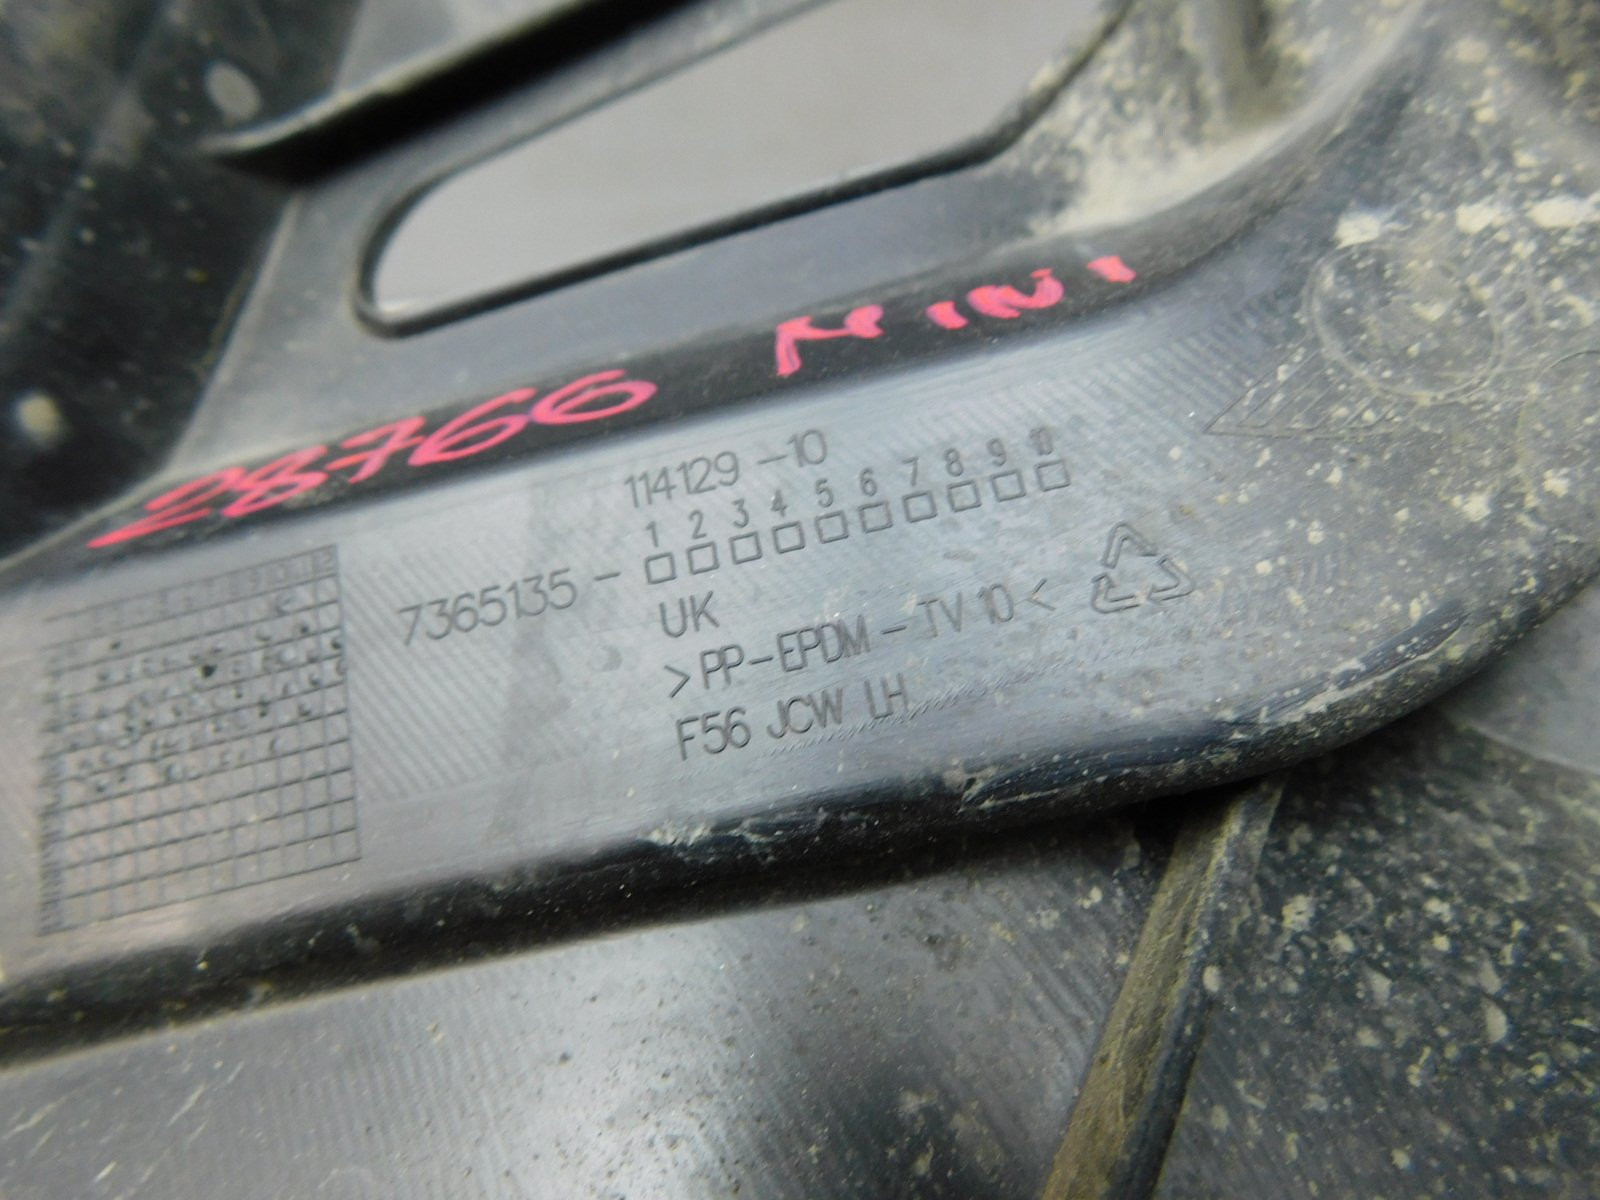 28766 MINI
114129-10
1 2 3 4 5 6 7 8 9 10
7365135-
UK
>PP-EPDM-TV10<
F56 JCW LH